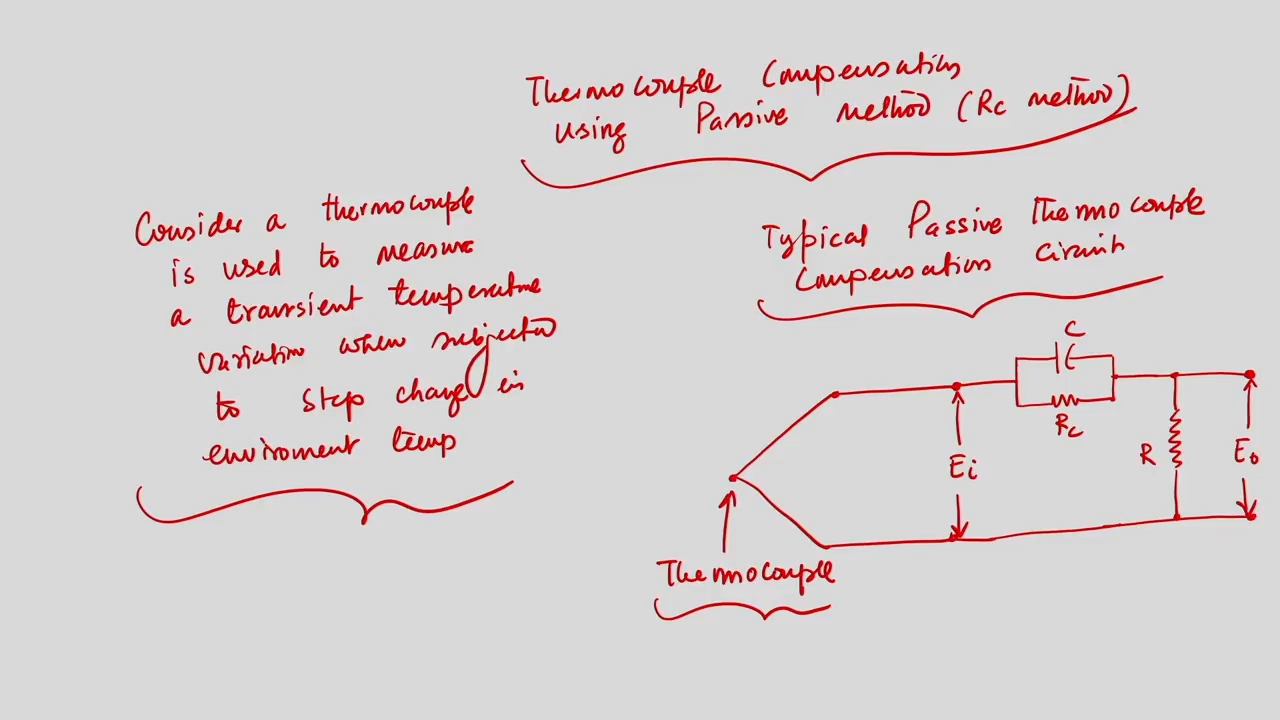 Thermocouple Compensation
using Passive method (Rc method)
Consider a thermocouple
is used to measure
a transient temperature
variation when subjected
to step change in
enviroment temp
Typical Passive Thermocouple
Compensation circuit
C
Rc
Ei
R
Eo
Thermocouple